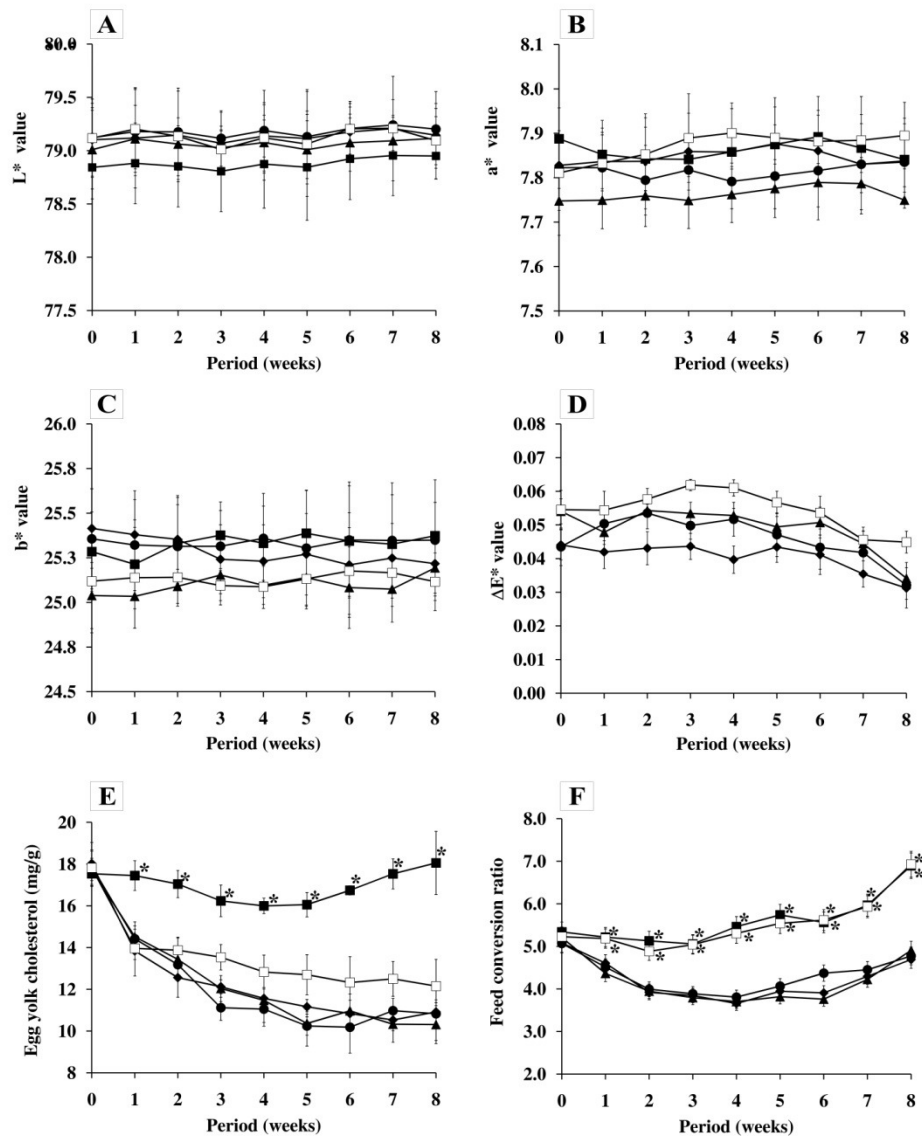 A
80.0
79.5
79.0
78.5
78.0
77.5
L* value
0 1 2 3 4 5 6 7 8
Period (weeks)
B
8.1
8.0
7.9
7.8
7.7
7.6
7.5
a* value
0 1 2 3 4 5 6 7 8
Period (weeks)
C
26.0
25.8
25.5
25.3
25.0
24.8
24.5
b* value
0 1 2 3 4 5 6 7 8
Period (weeks)
D
0.08
0.07
0.06
0.05
0.04
0.03
0.02
0.01
0.00
ΔE* value
0 1 2 3 4 5 6 7 8
Period (weeks)
E
20
18
16
14
12
10
8
Egg yolk cholesterol (mg/g)
* * * * * * * *
0 1 2 3 4 5 6 7 8
Period (weeks)
F
8.0
7.0
6.0
5.0
4.0
3.0
2.0
Feed conversion ratio
* * * * * * * *
* * * * * * * *
0 1 2 3 4 5 6 7 8
Period (weeks)